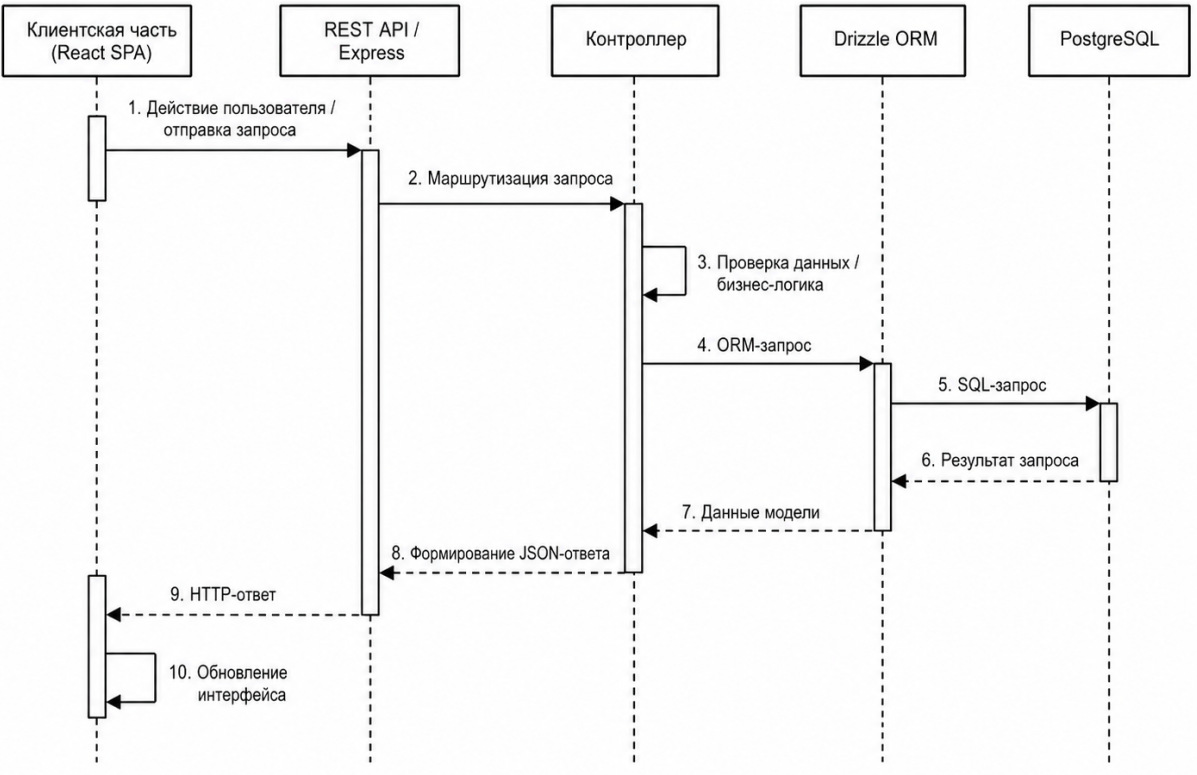 Клиентская часть
(React SPA)
REST API /
Express
Контроллер
Drizzle ORM
PostgreSQL
1. Действие пользователя /
отправка запроса
2. Маршрутизация запроса
3. Проверка данных /
бизнес-логика
4. ORM-запрос
5. SQL-запрос
6. Результат запроса
7. Данные модели
8. Формирование JSON-ответа
9. HTTP-ответ
10. Обновление
интерфейса